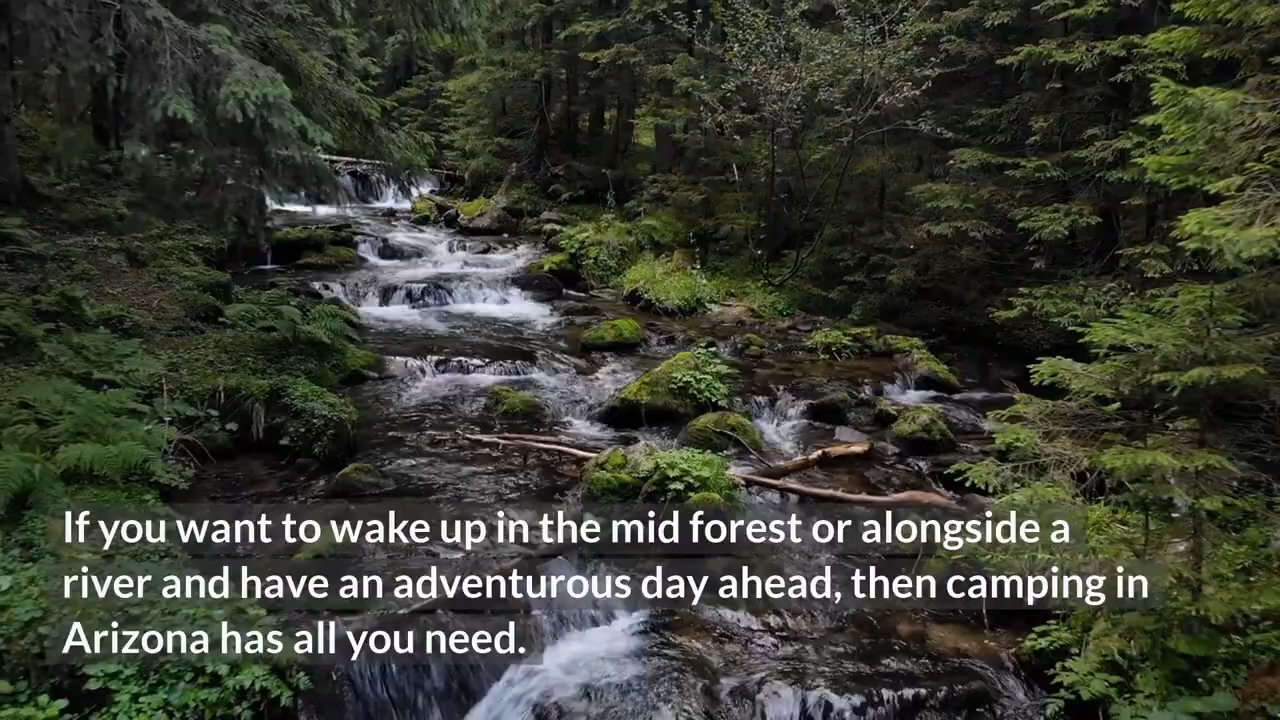 If you want to wake up in the mid forest or alongside a
river and have an adventurous day ahead, then camping in
Arizona has all you need.